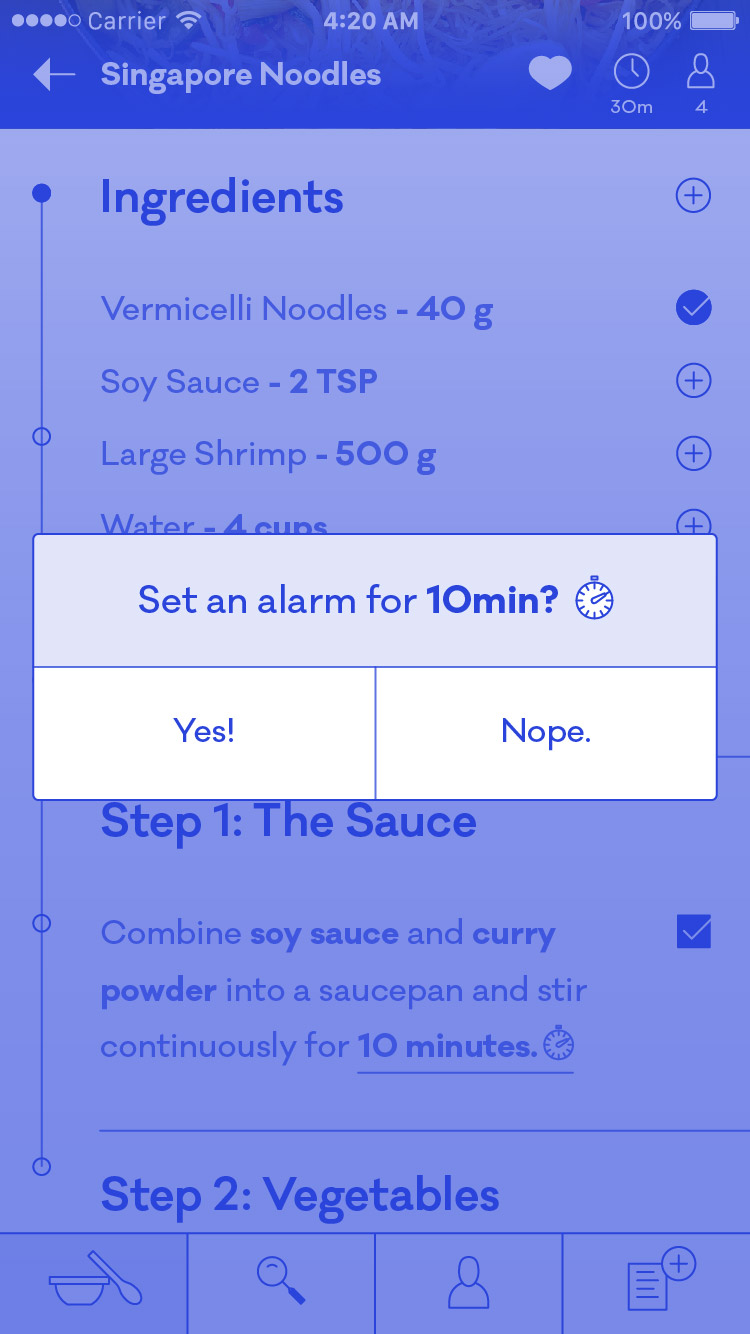 Carrier 4:20 AM 100%
Singapore Noodles
30m 4
Ingredients
Vermicelli Noodles - 40 g
Soy Sauce - 2 TSP
Large Shrimp - 500 g
Water - 4 cups
Set an alarm for 10min?
Yes! Nope.
Step 1: The Sauce
Combine soy sauce and curry
powder into a saucepan and stir
continuously for 10 minutes.
Step 2: Vegetables